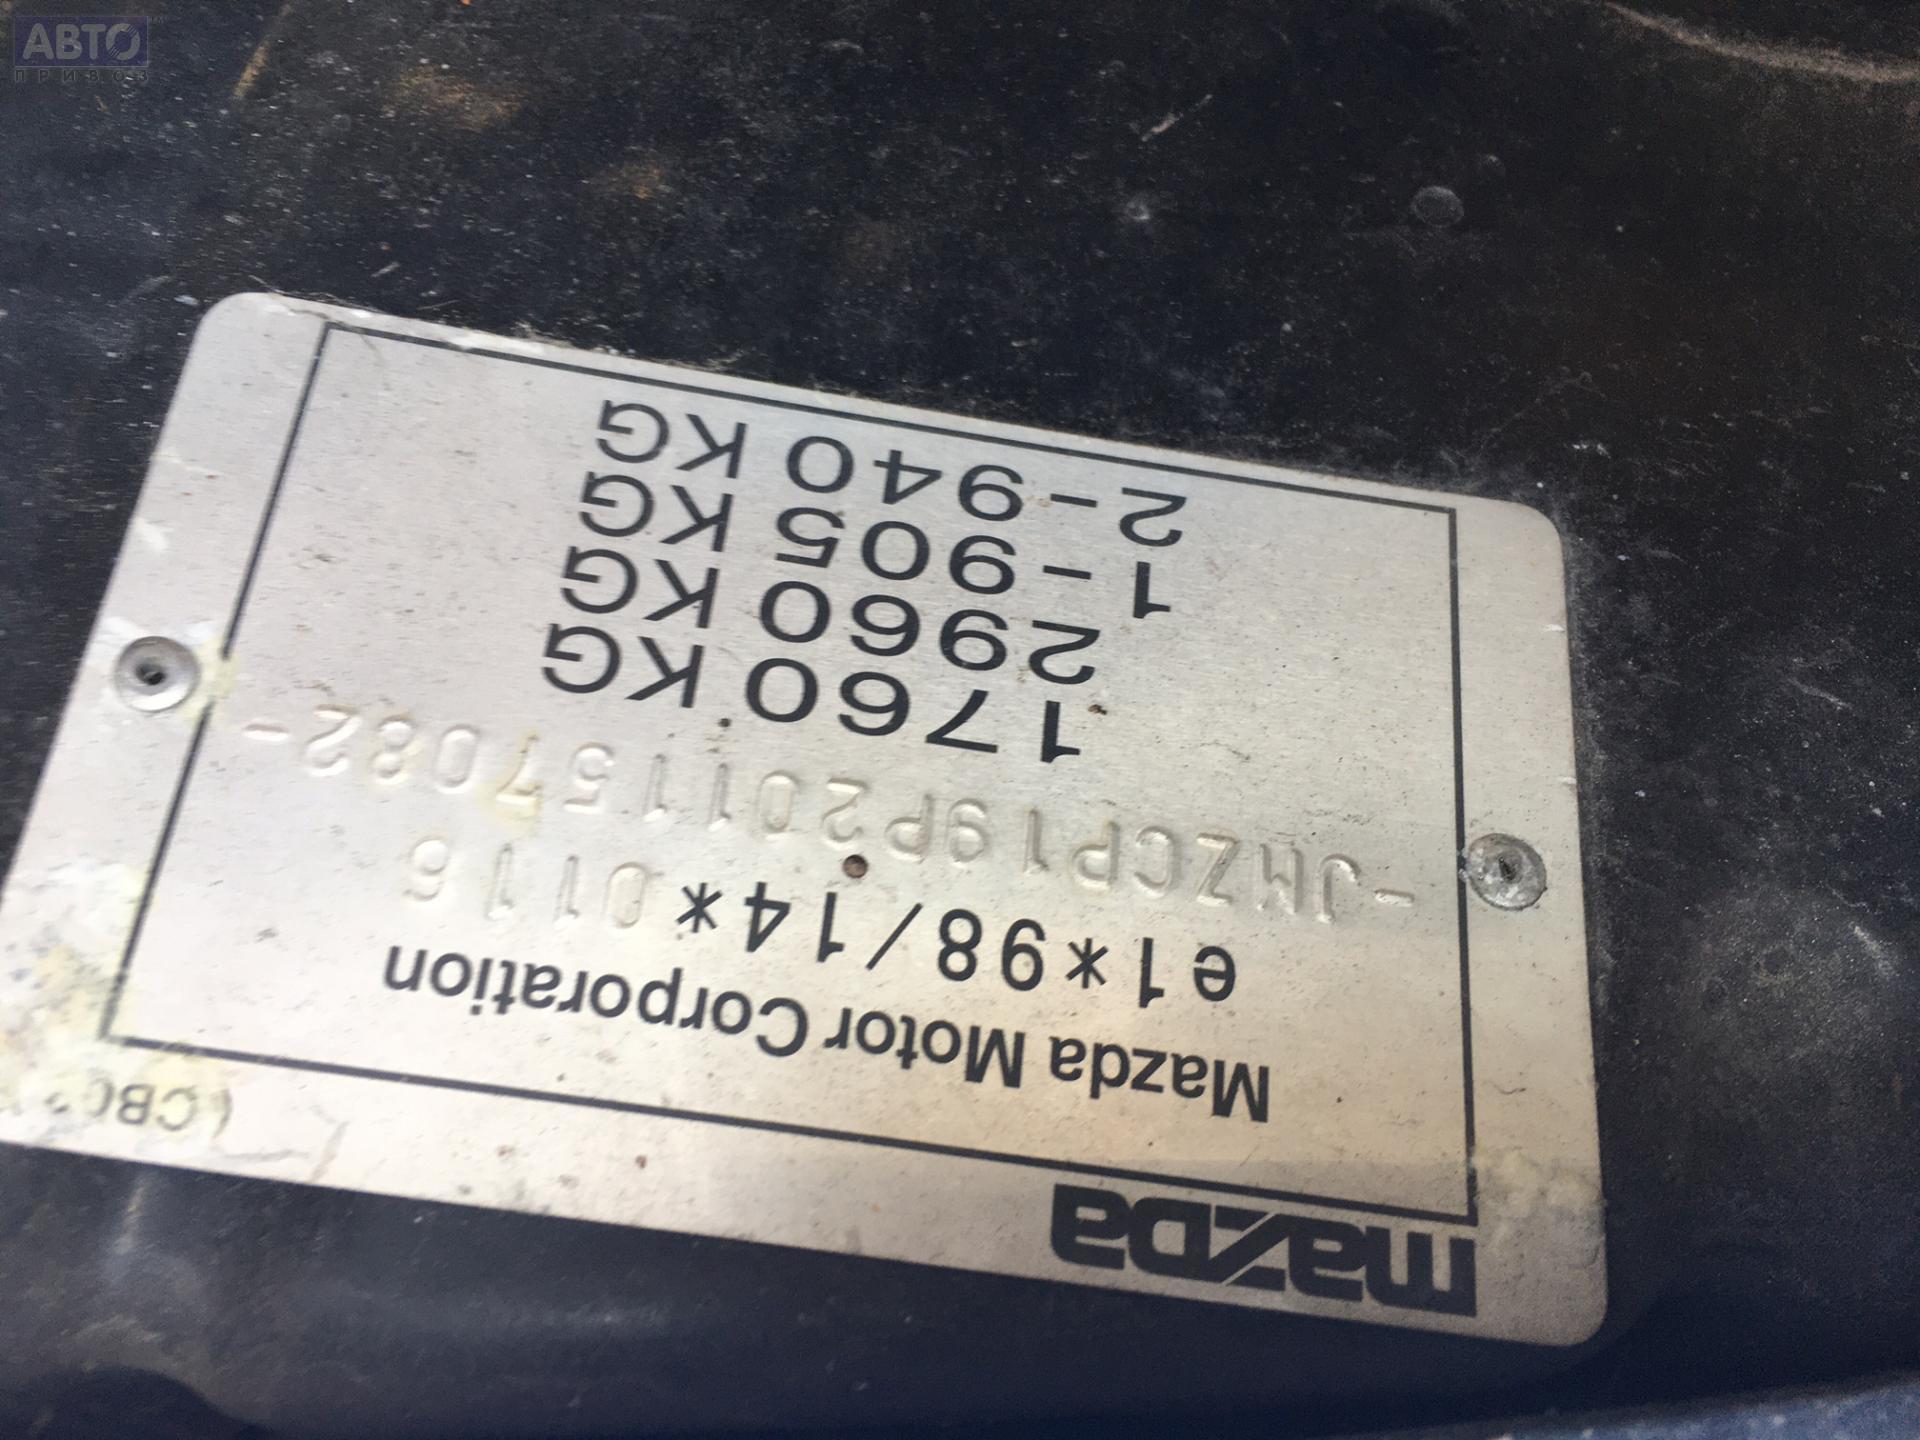 АВТО
ПРИВОЗ
mazda
Mazda Motor Corporation
e1*98/14*0116
-JMZCP19P201157082-
1760 KG
2960 KG
1-905 KG
2-940 KG